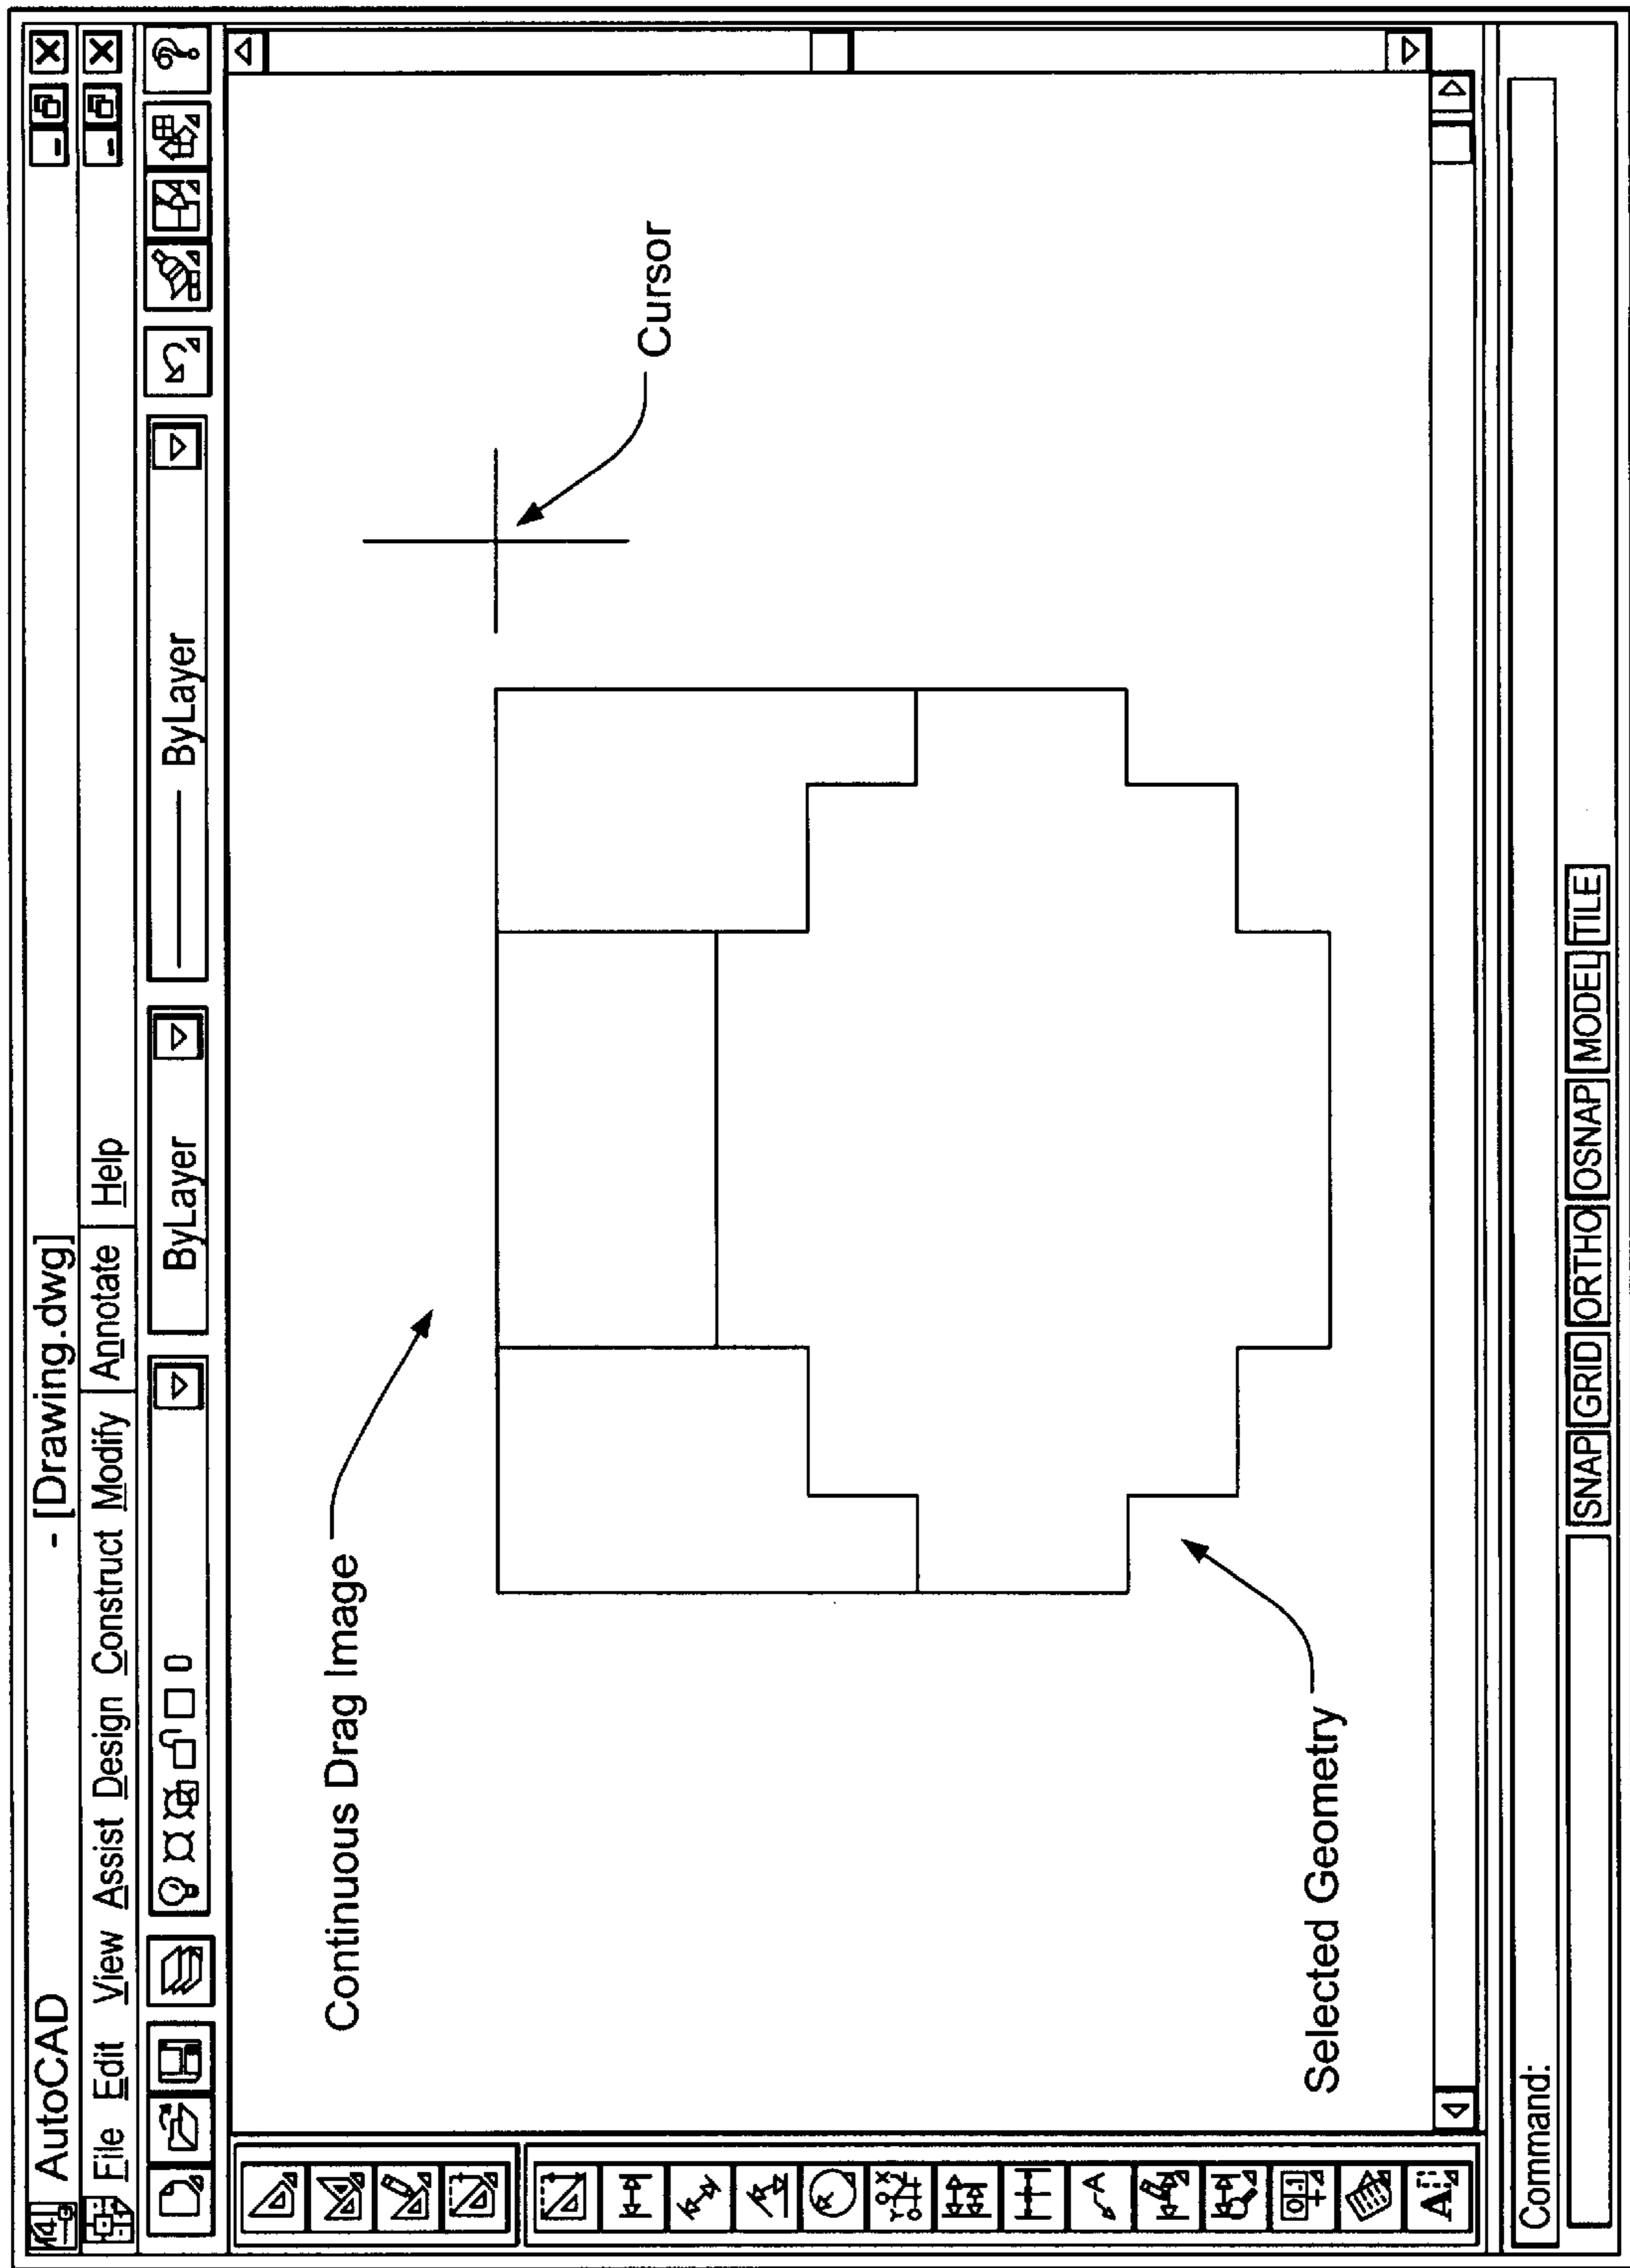 AutoCAD - [Drawing.dwg]
File Edit View Assist Design Construct Modify Annotate Help
0 ByLayer ByLayer
Continuous Drag Image
Cursor
Selected Geometry
Command:
SNAP GRID ORTHO OSNAP MODEL TILE